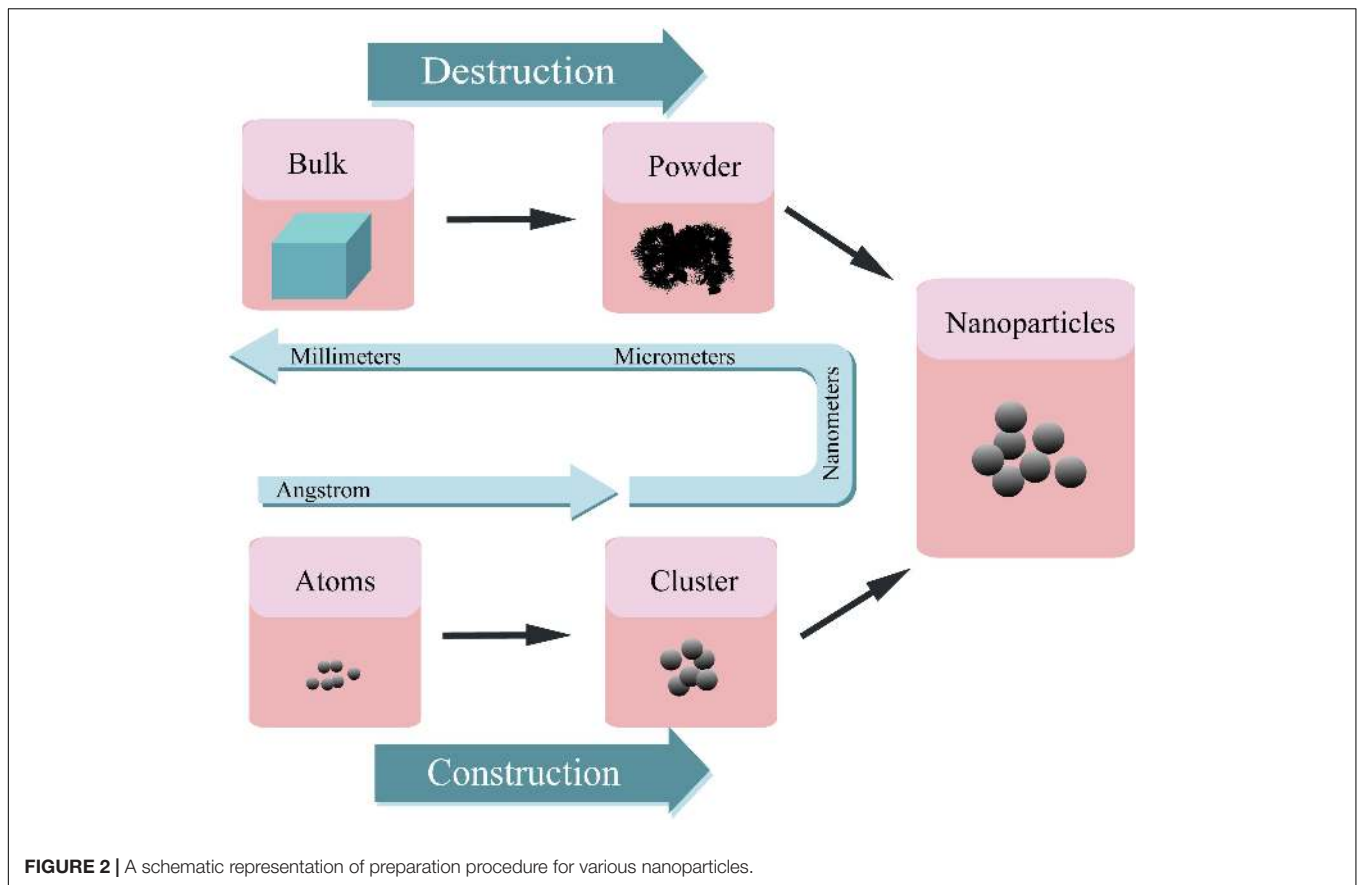 Destruction
Bulk
Powder
Nanoparticles
Millimeters
Micrometers
Nanometers
Angstrom
Atoms
Cluster
Construction
FIGURE 2 | A schematic representation of preparation procedure for various nanoparticles.